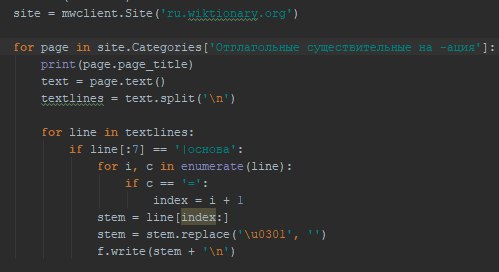 site = mwclient.Site('ru.wiktionary.org')
for page in site.Categories['Отглагольные существительные на -ация']:
print(page.page_title)
text = page.text()
textlines = text.split('\n')
for line in textlines:
if line[:7] == '|основа':
for i, c in enumerate(line):
if c == '=':
index = i + 1
stem = line[index:]
stem = stem.replace('\u0301', '')
f.write(stem + '\n')